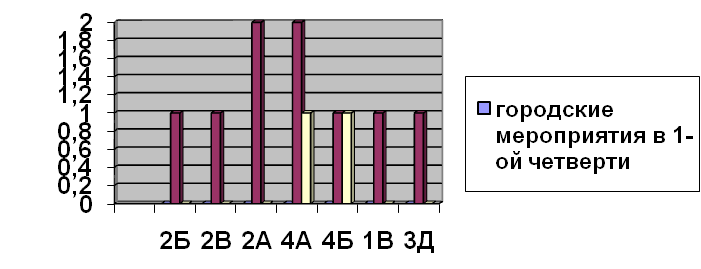 2
1,8
1,6
1,4
1,2
1
0,8
0,6
0,4
0,2
0
2Б 2В 2А 4А 4Б 1В 3Д
городские
мероприятия в 1-
ой четверти